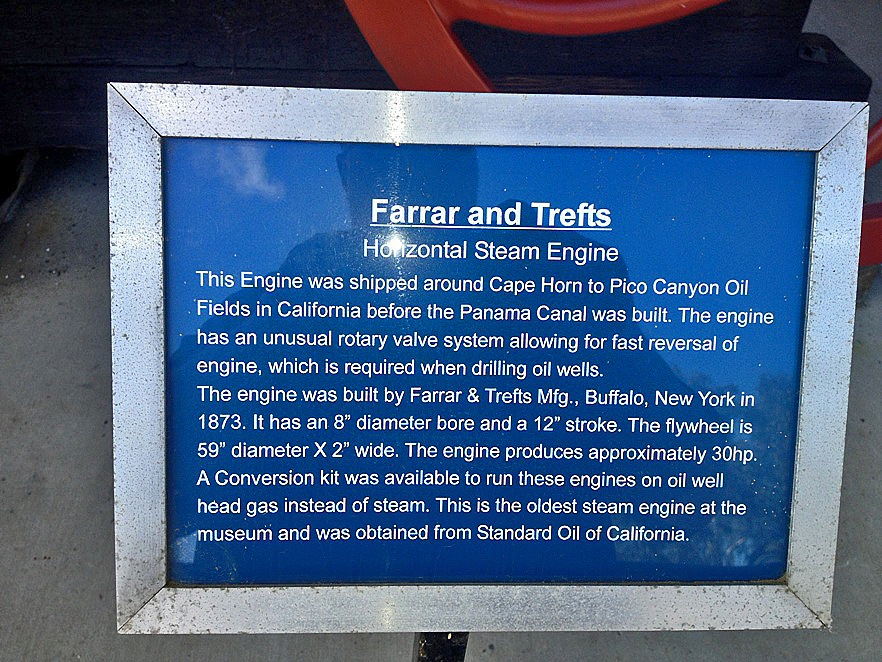 Farrar and Trefts
Horizontal Steam Engine
This Engine was shipped around Cape Horn to Pico Canyon Oil
Fields in California before the Panama Canal was built. The engine
has an unusual rotary valve system allowing for fast reversal of
engine, which is required when drilling oil wells.
The engine was built by Farrar & Trefts Mfg., Buffalo, New York in
1873. It has an 8” diameter bore and a 12” stroke. The flywheel is
59” diameter X 2” wide. The engine produces approximately 30hp.
A Conversion kit was available to run these engines on oil well
head gas instead of steam. This is the oldest steam engine at the
museum and was obtained from Standard Oil of California.